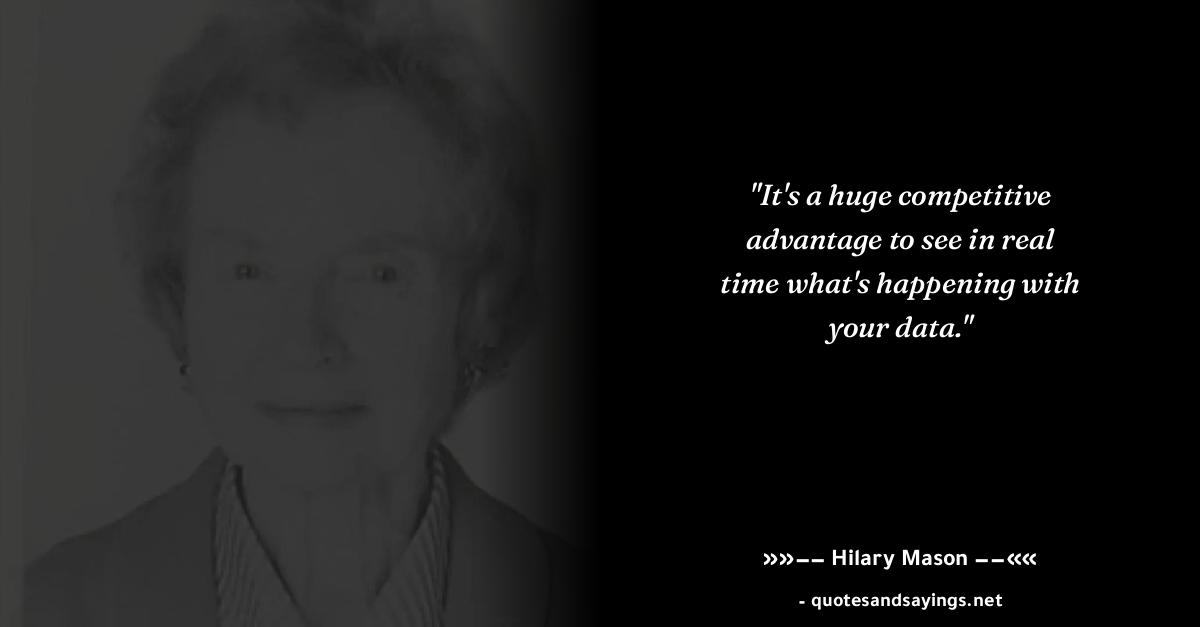 "It's a huge competitive
advantage to see in real
time what's happening with
your data."
»»–– Hilary Mason ––««
- quotesandsayings.net